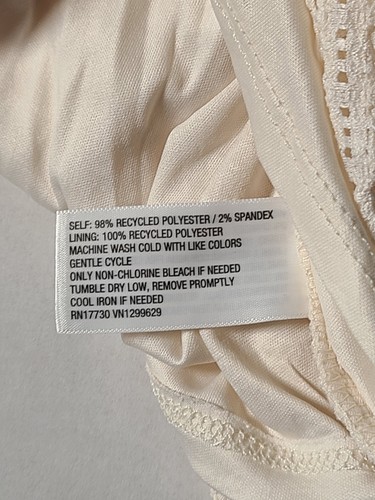 SELF: 98% RECYCLED POLYESTER / 2% SPANDEX
LINING: 100% RECYCLED POLYESTER
MACHINE WASH COLD WITH LIKE COLORS
GENTLE CYCLE
ONLY NON-CHLORINE BLEACH IF NEEDED
TUMBLE DRY LOW, REMOVE PROMPTLY
COOL IRON IF NEEDED
RN17730 VN1299629